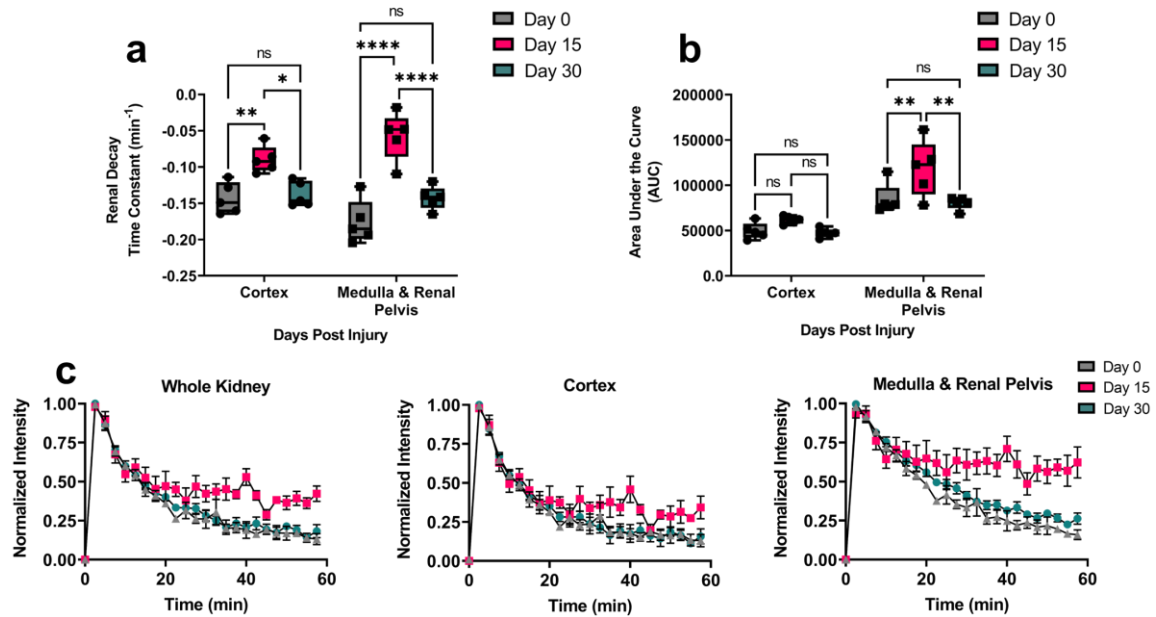 a
ns
ns
****
****
**
*
Day 0
Day 15
Day 30
Renal Decay
Time Constant (min⁻¹)
0.0
-0.05
-0.10
-0.15
-0.20
-0.25
Cortex
Medulla & Renal
Pelvis
Days Post Injury
b
Day 0
Day 15
Day 30
ns
**
**
ns
ns
ns
Area Under the Curve
(AUC)
200000
150000
100000
50000
0.0
Cortex
Medulla & Renal
Pelvis
Days Post Injury
c
Whole Kidney
Normalized Intensity
1.00
0.75
0.50
0.25
0.00
0 20 40 60
Time (min)
Cortex
Normalized Intensity
1.00
0.75
0.50
0.25
0.00
0 20 40 60
Time (min)
Medulla & Renal Pelvis
Normalized Intensity
1.00
0.75
0.50
0.25
0.00
0 20 40 60
Time (min)
Day 0
Day 15
Day 30